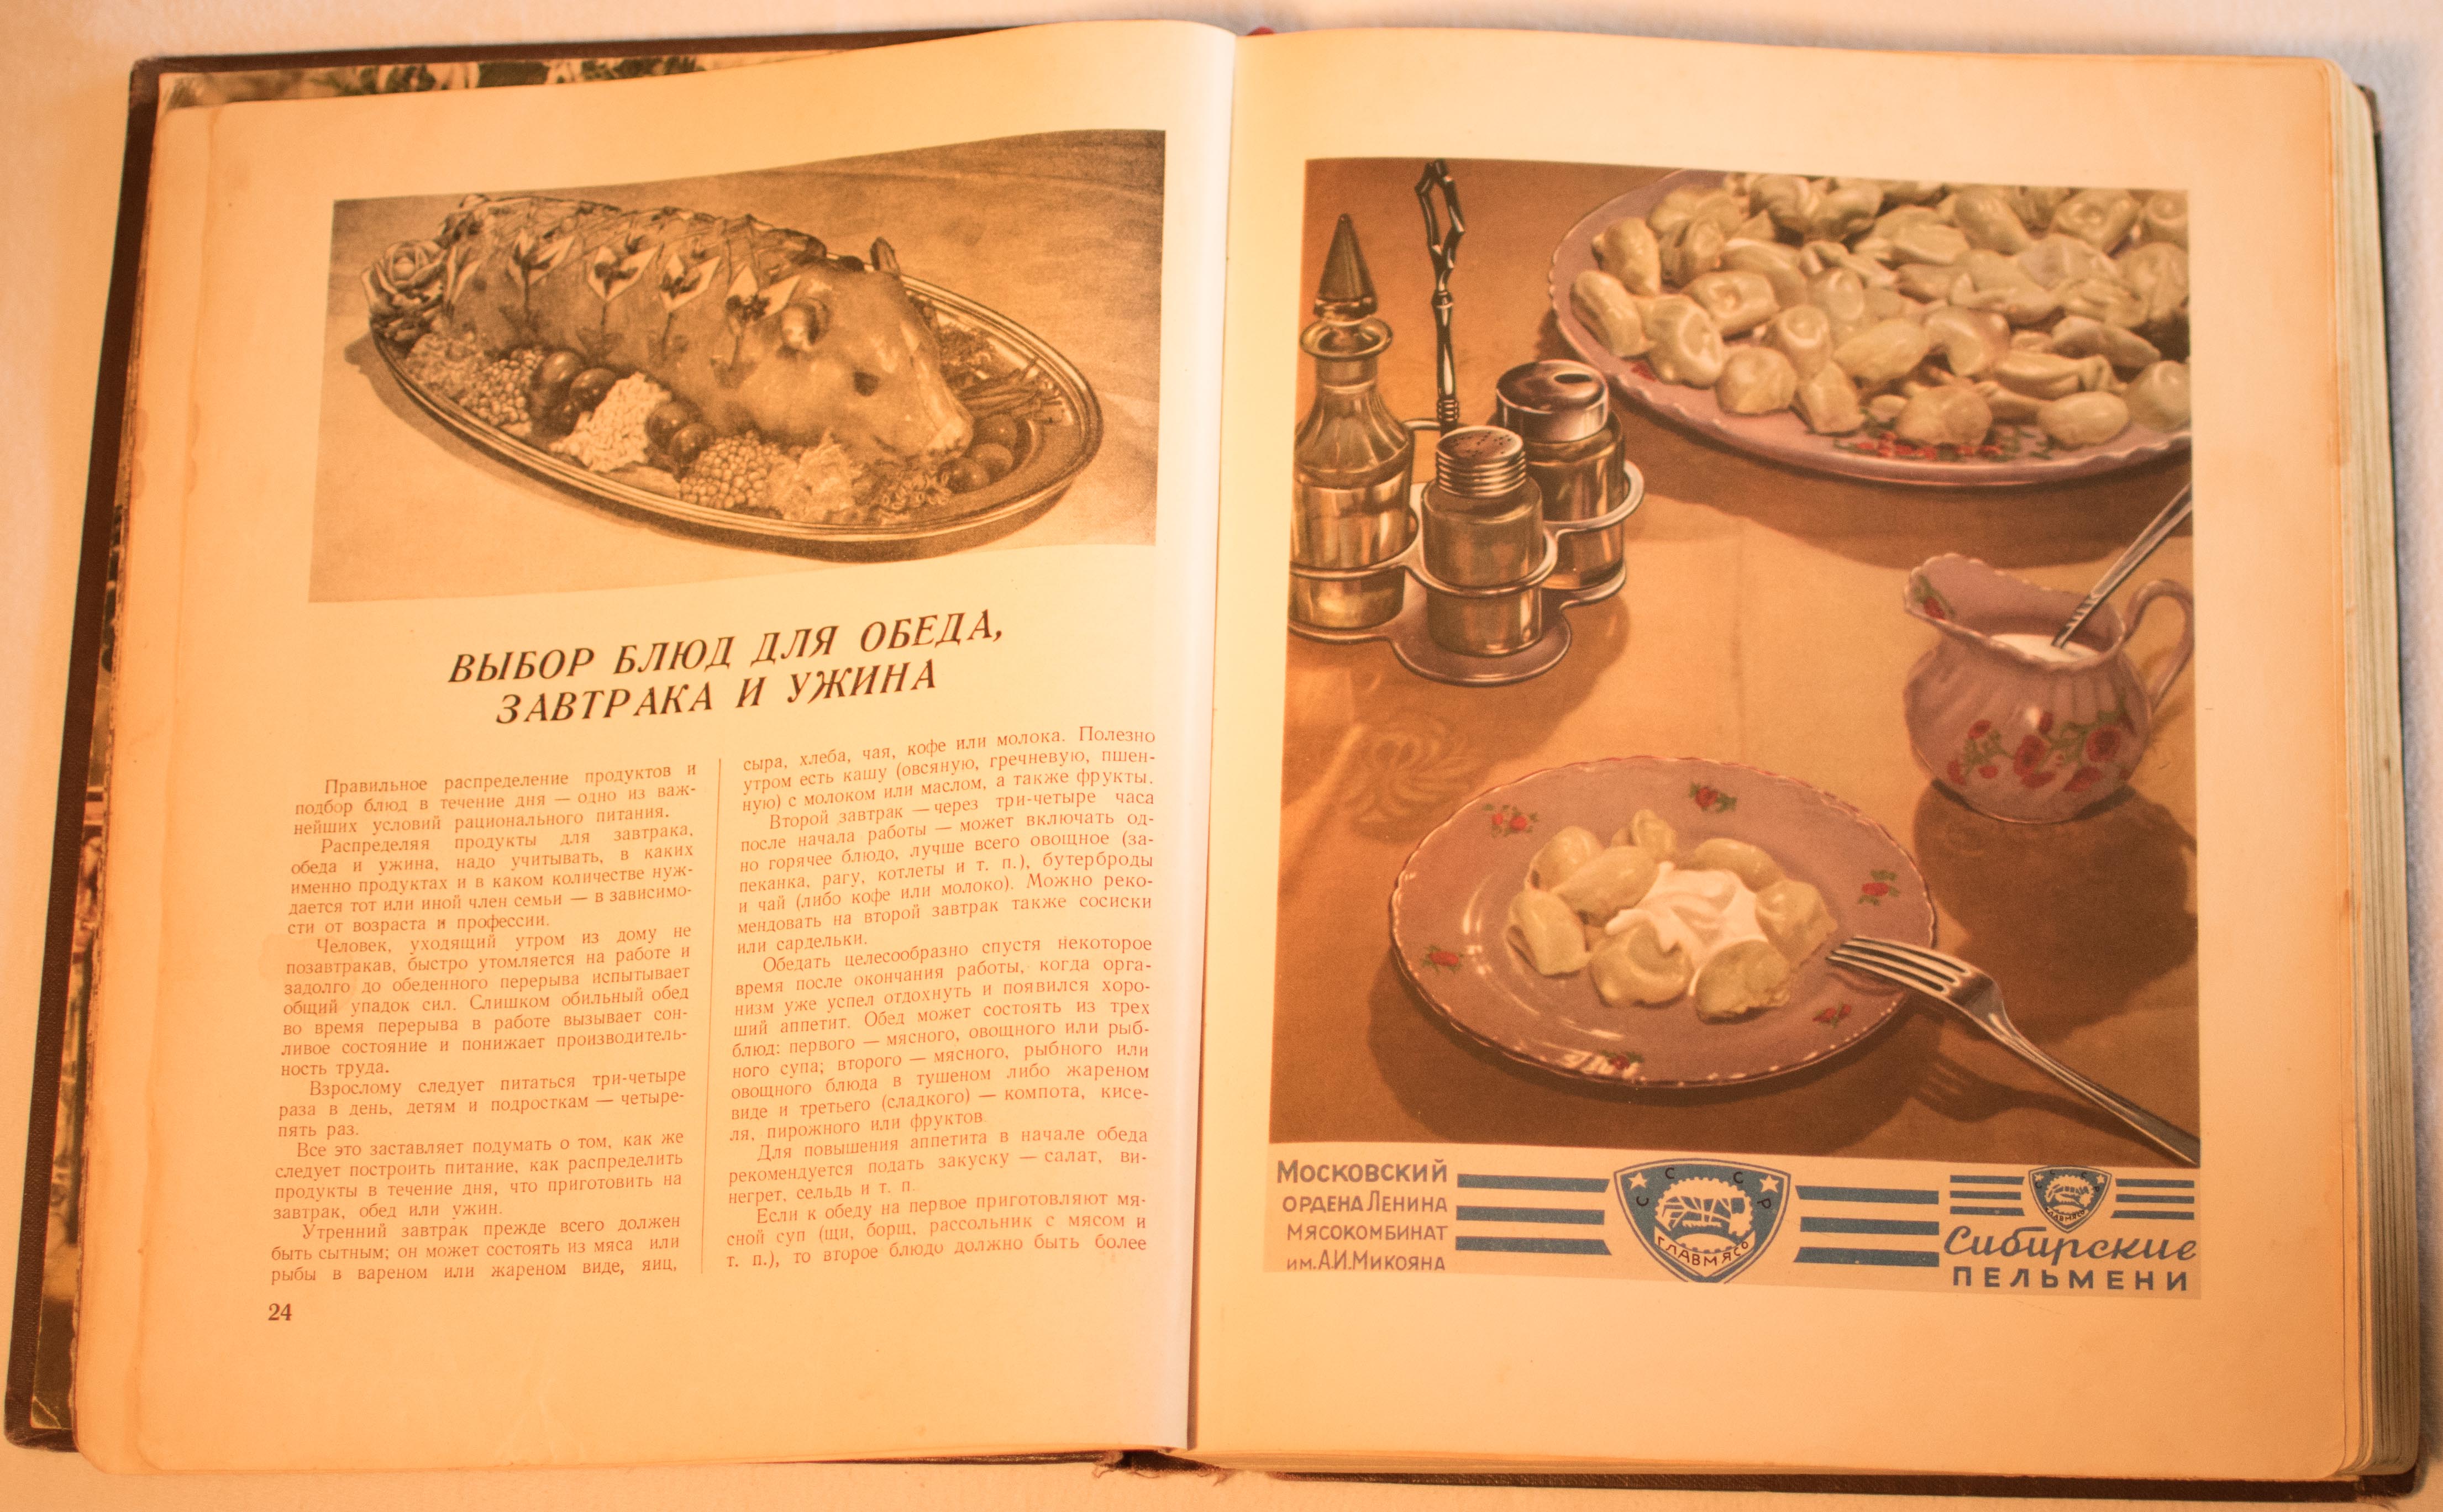 ВЫБОР БЛЮД ДЛЯ ОБЕДА,
ЗАВТРАКА И УЖИНА
Правильное распределение продуктов и
подбор блюд в течение дня — одно из важ-
нейших условий рационального питания.
Распределяя продукты для завтрака,
обеда и ужина, надо учитывать, в каких
именно продуктах и в каком количестве нуж-
дается тот или иной член семьи — в зависимо-
сти от возраста и профессии.
Человек, уходящий утром из дому не
позавтракав, быстро утомляется на работе и
задолго до обеденного перерыва испытывает
общий упадок сил. Слишком обильный обед
во время перерыва в работе вызывает сон-
ливое состояние и понижает производитель-
ность труда.
Взрослому следует питаться три-четыре
раза в день, детям и подросткам — четыре-
пять раз.
Все это заставляет подумать о том, как же
следует построить питание, как распределить
продукты в течение дня, что приготовить на
завтрак, обед или ужин.
Утренний завтрак прежде всего должен
быть сытным; он может состоять из мяса или
рыбы в вареном или жареном виде, яиц,
24
сыра, хлеба, чая, кофе или молока. Полезно
утром есть кашу (овсяную, гречневую, пшен-
ную) с молоком или маслом, а также фрукты.
Второй завтрак — через три-четыре часа
после начала работы — может включать од-
но горячее блюдо, лучше всего овощное (за-
пеканка, рагу, котлеты и т. п.), бутерброды
и чай (либо кофе или молоко). Можно реко-
мендовать на второй завтрак также сосиски
или сардельки.
Обедать целесообразно спустя некоторое
время после окончания работы, когда орга-
низм уже успел отдохнуть и появился хоро-
ший аппетит. Обед может состоять из трех
блюд: первого — мясного, овощного или рыб-
ного супа; второго — мясного, рыбного или
овощного блюда в тушеном либо жареном
виде и третьего (сладкого) — компота, кисе-
ля, пирожного или фруктов.
Для повышения аппетита в начале обеда
рекомендуется подать закуску — салат, ви-
негрет, сельдь и т. п.
Если к обеду на первое приготовляют мя-
сной суп (щи, борщ, рассольник с мясом и
т. п.), то второе блюдо должно быть более
Московский
ордена Ленина
мясокомбинат
им. А.И. Микояна
СССР
ГЛАВМЯСО
СССР
ГЛАВМЯСО
Сибирские
ПЕЛЬМЕНИ